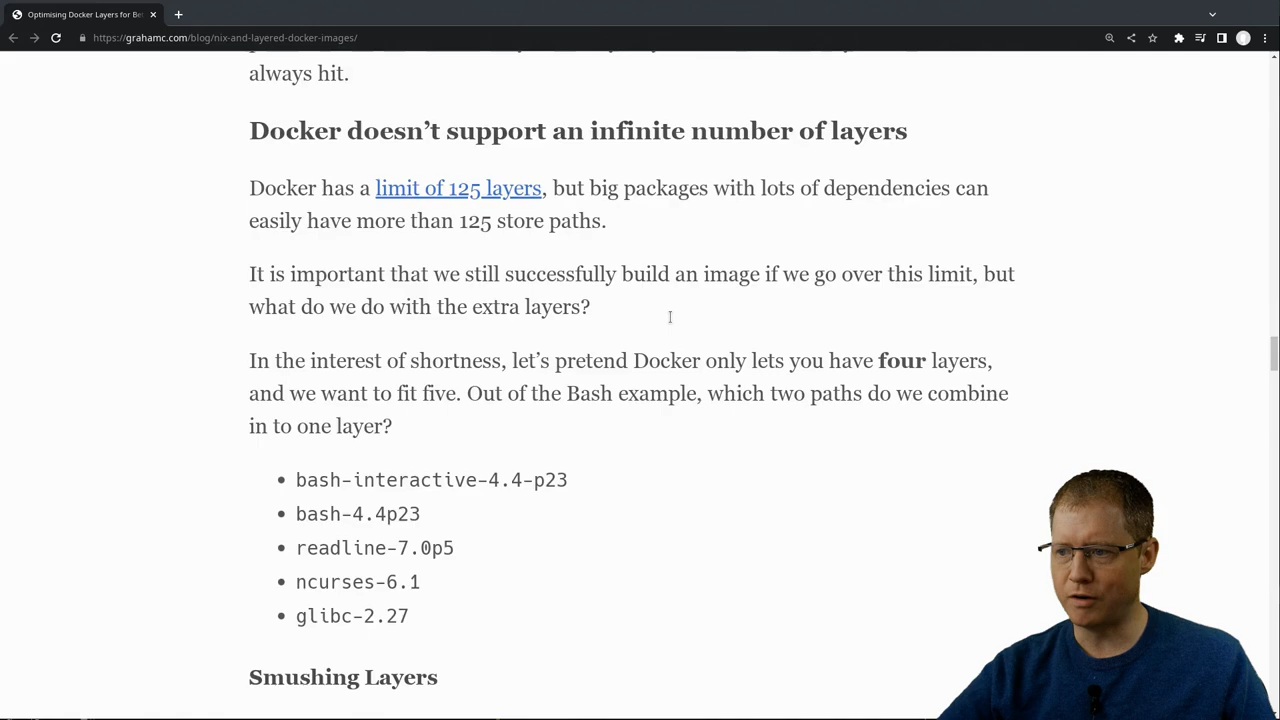 Optimising Docker Layers for Be
https://grahamc.com/blog/nix-and-layered-docker-images/
always hit.
Docker doesn’t support an infinite number of layers
Docker has a limit of 125 layers, but big packages with lots of dependencies can
easily have more than 125 store paths.
It is important that we still successfully build an image if we go over this limit, but
what do we do with the extra layers?
In the interest of shortness, let’s pretend Docker only lets you have four layers,
and we want to fit five. Out of the Bash example, which two paths do we combine
in to one layer?
• bash-interactive-4.4-p23
• bash-4.4p23
• readline-7.0p5
• ncurses-6.1
• glibc-2.27
Smushing Layers